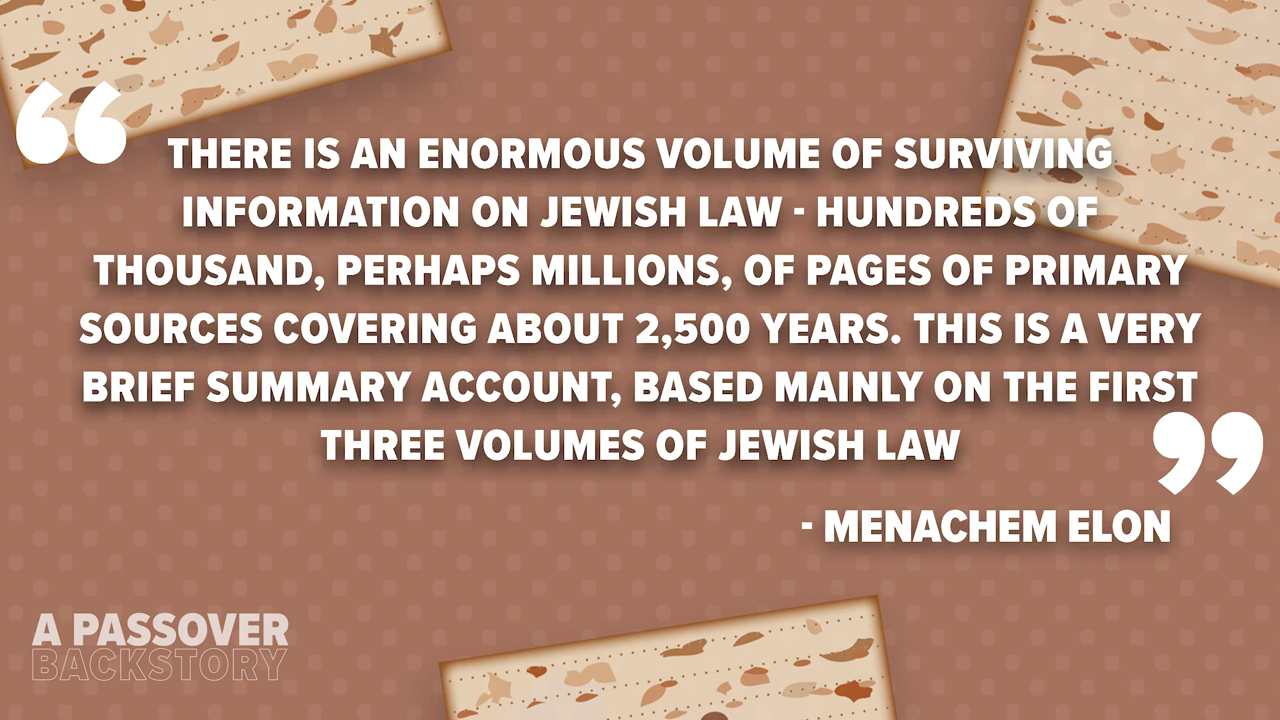 “
THERE IS AN ENORMOUS VOLUME OF SURVIVING
INFORMATION ON JEWISH LAW - HUNDREDS OF
THOUSAND, PERHAPS MILLIONS, OF PAGES OF PRIMARY
SOURCES COVERING ABOUT 2,500 YEARS. THIS IS A VERY
BRIEF SUMMARY ACCOUNT, BASED MAINLY ON THE FIRST
THREE VOLUMES OF JEWISH LAW
”
- MENACHEM ELON
A PASSOVER
BACKSTORY